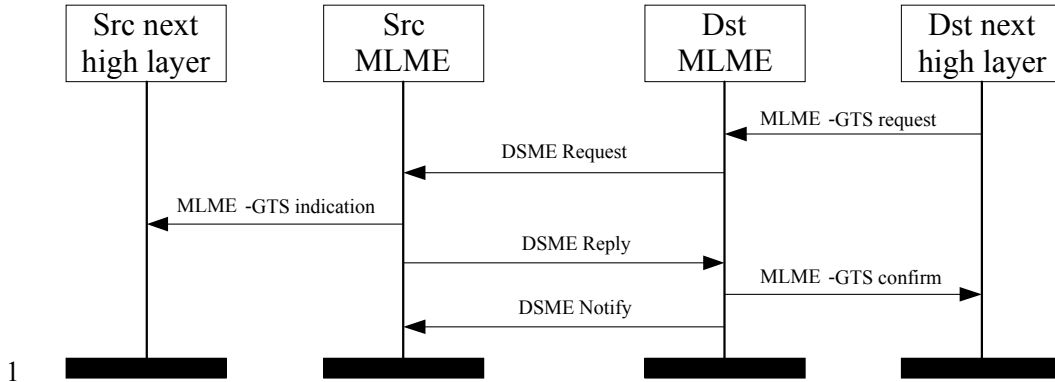 Src next
high layer
Src
MLME
Dst
MLME
Dst next
high layer
MLME -GTS request
DSME Request
MLME -GTS indication
DSME Reply
MLME -GTS confirm
DSME Notify
1